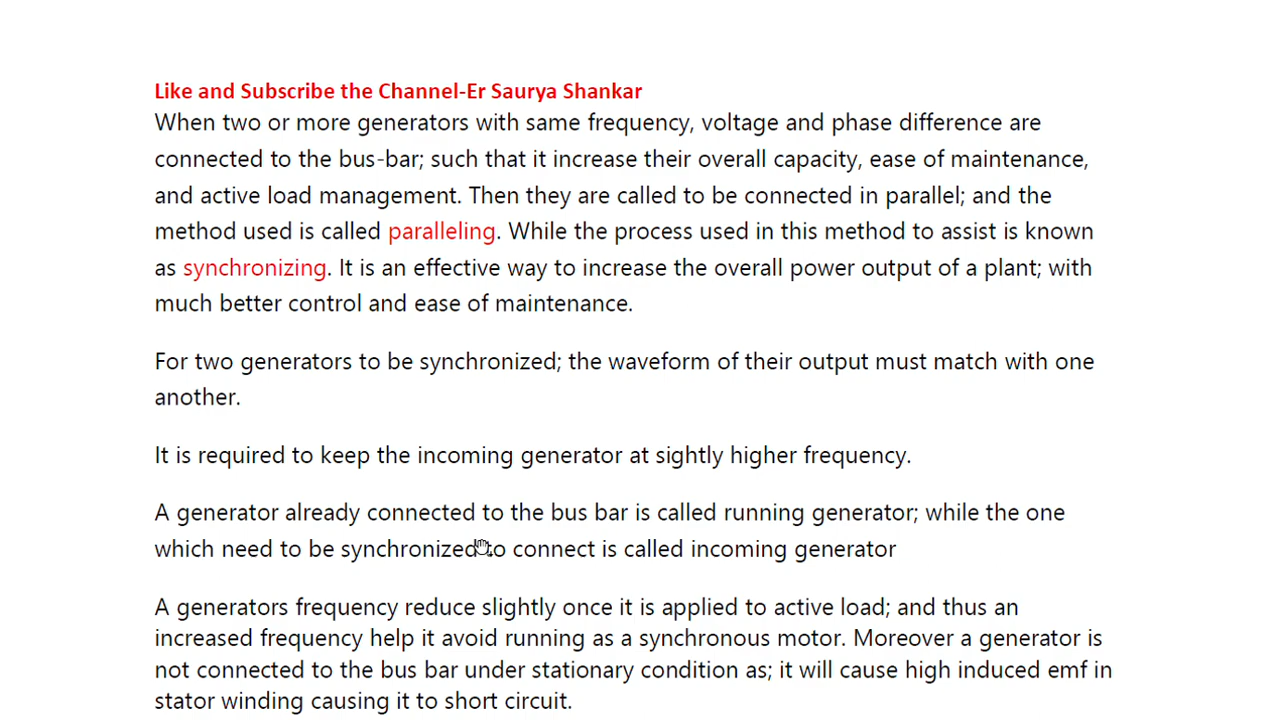 Like and Subscribe the Channel-Er Saurya Shankar
When two or more generators with same frequency, voltage and phase difference are
connected to the bus-bar; such that it increase their overall capacity, ease of maintenance,
and active load management. Then they are called to be connected in parallel; and the
method used is called paralleling. While the process used in this method to assist is known
as synchronizing. It is an effective way to increase the overall power output of a plant; with
much better control and ease of maintenance.
For two generators to be synchronized; the waveform of their output must match with one
another.
It is required to keep the incoming generator at sightly higher frequency.
A generator already connected to the bus bar is called running generator; while the one
which need to be synchronized to connect is called incoming generator
A generators frequency reduce slightly once it is applied to active load; and thus an
increased frequency help it avoid running as a synchronous motor. Moreover a generator is
not connected to the bus bar under stationary condition as; it will cause high induced emf in
stator winding causing it to short circuit.